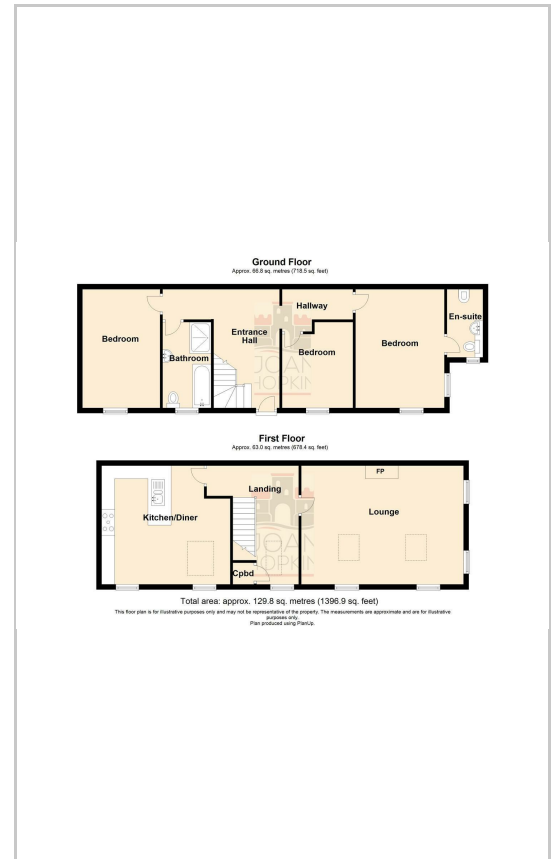 Ground Floor
Approx. 66.8 sq. metres (718.5 sq. feet)
Hallway
En-suite
Bedroom
Entrance
Hall
Bedroom
Bedroom
Bathroom
JOAN
HOPKIN
First Floor
Approx. 63.0 sq. metres (678.4 sq. feet)
FP
Landing
Kitchen/Diner
Lounge
JOAN
HOPKIN
Cpbd
Total area: approx. 129.8 sq. metres (1396.9 sq. feet)
This floor plan is for illustrative purposes only and may not be representative of the property. The measurements are approximate and are for illustrative
purposes only.
Plan produced using PlanUp.